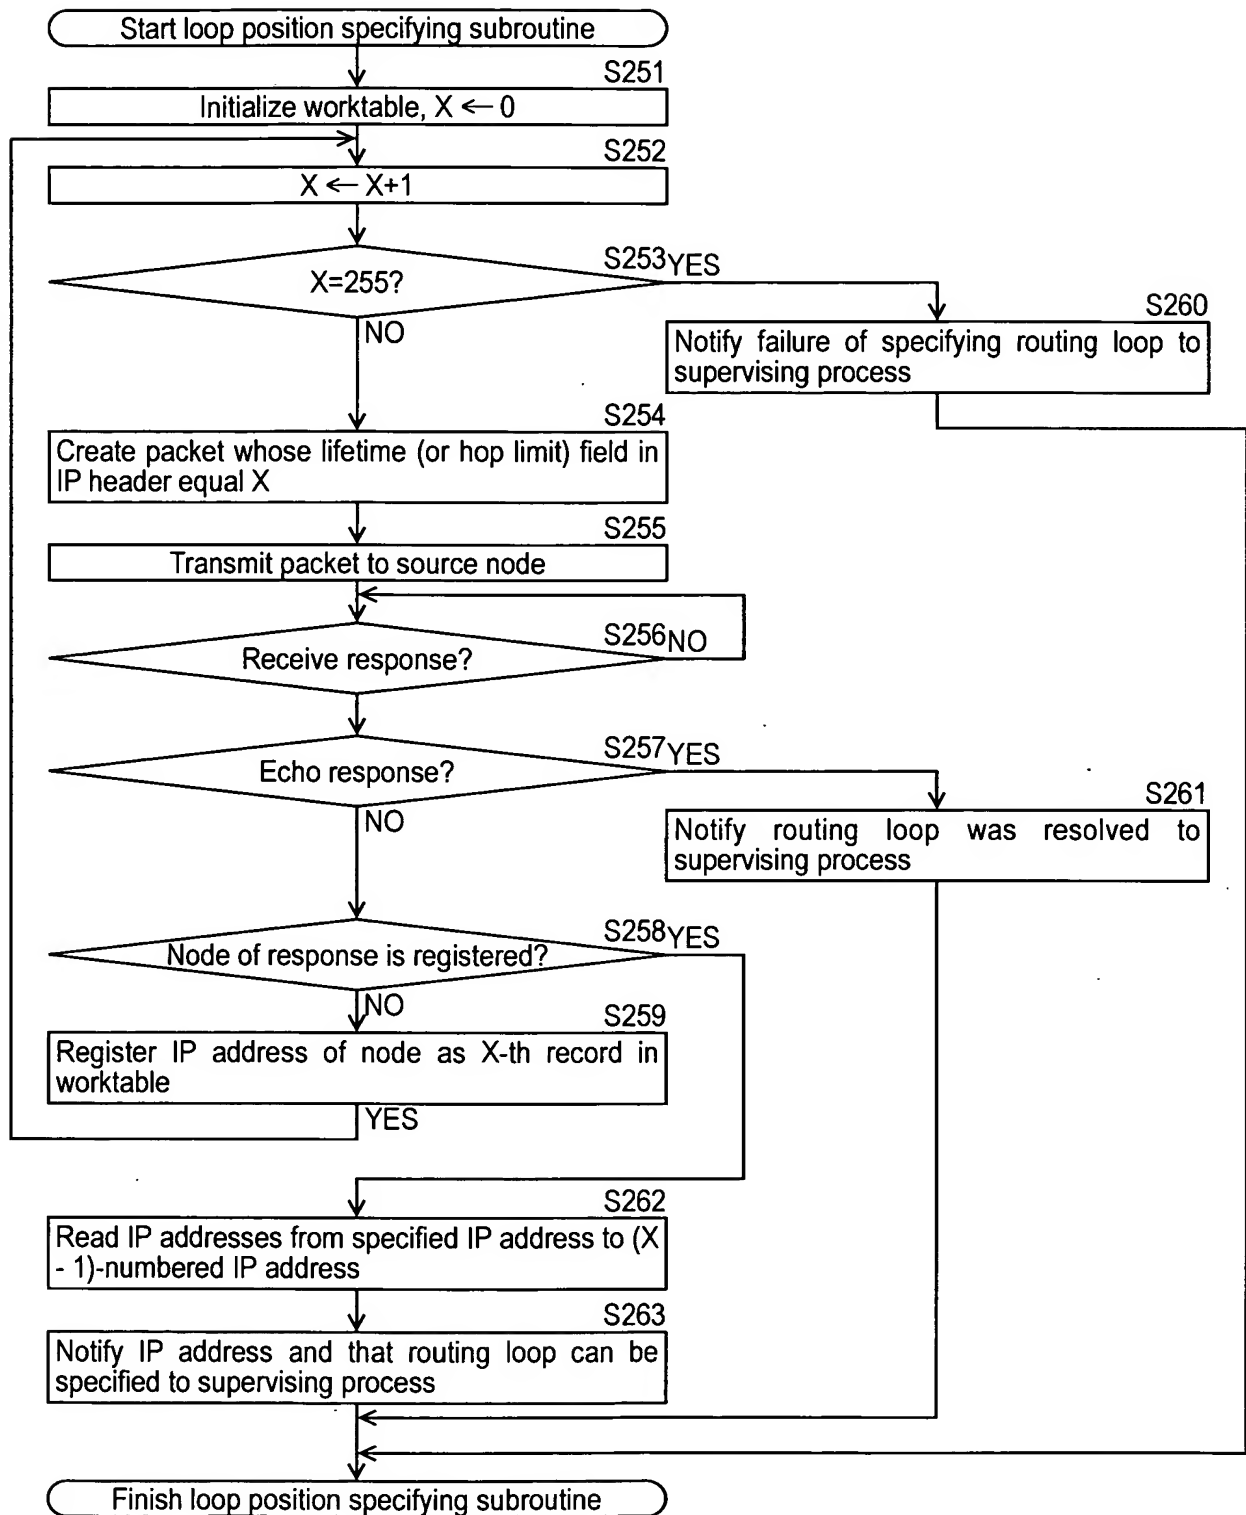 Start loop position specifying subroutine
S251
Initialize worktable, X ← 0
S252
X ← X+1
S253 YES
X=255?
NO
S260
Notify failure of specifying routing loop to
supervising process
S254
Create packet whose lifetime (or hop limit) field in
IP header equal X
S255
Transmit packet to source node
S256 NO
Receive response?
S257 YES
Echo response?
NO
S261
Notify routing loop was resolved to
supervising process
S258 YES
Node of response is registered?
NO
S259
Register IP address of node as X-th record in
worktable
YES
S262
Read IP addresses from specified IP address to (X
- 1)-numbered IP address
S263
Notify IP address and that routing loop can be
specified to supervising process
Finish loop position specifying subroutine